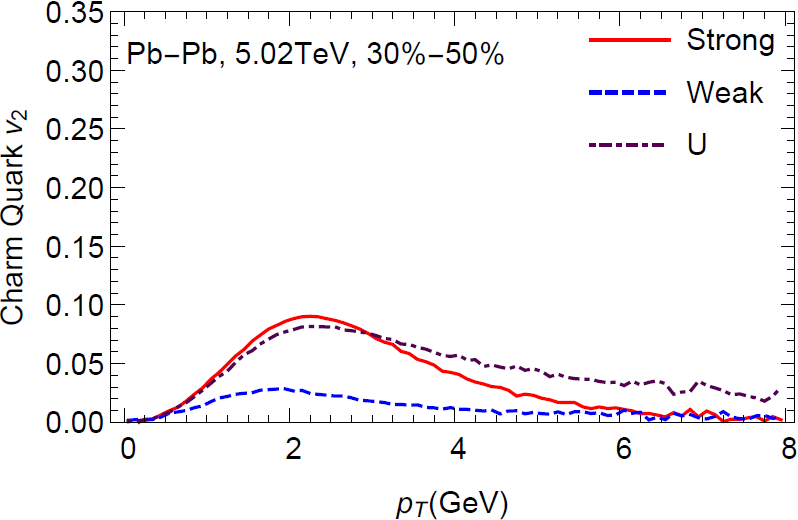 0.35
Pb−Pb, 5.02TeV, 30%−50%
Strong
0.30
Weak
0.25
U
0.20
0.15
0.10
0.05
0.00
Charm Quark v2
0 2 4 6 8
pT(GeV)